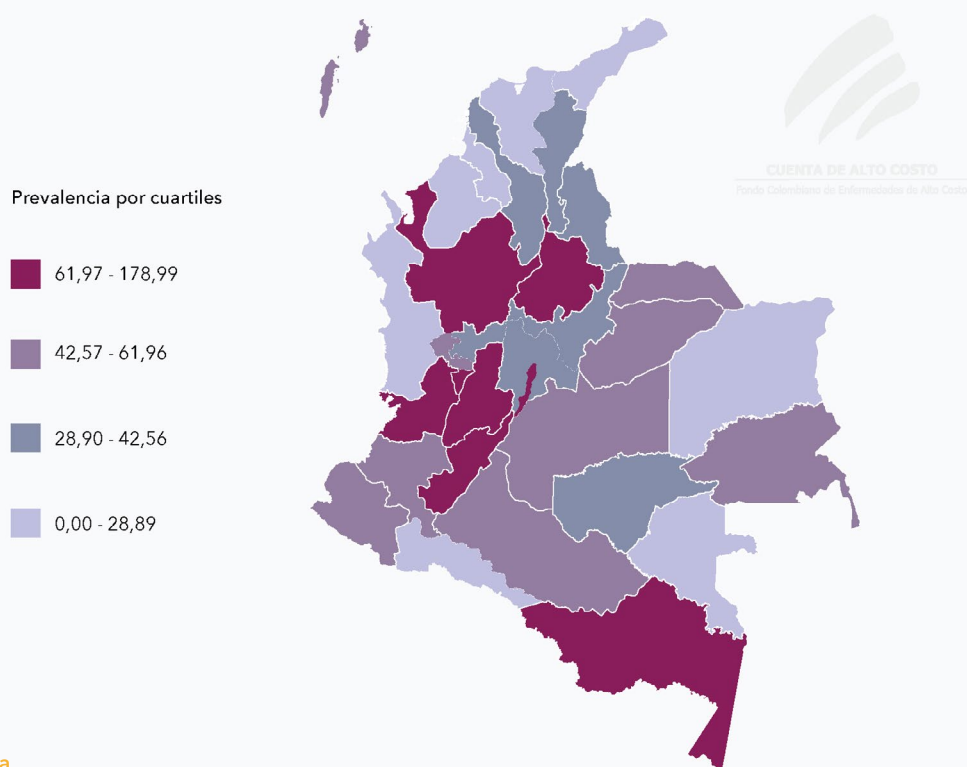 CUENTA DE ALTO COSTO
Fondo Colombiano de Enfermedades de Alto Costo
Prevalencia por cuartiles
61,97 - 178,99
42,57 - 61,96
28,90 - 42,56
0,00 - 28,89
a